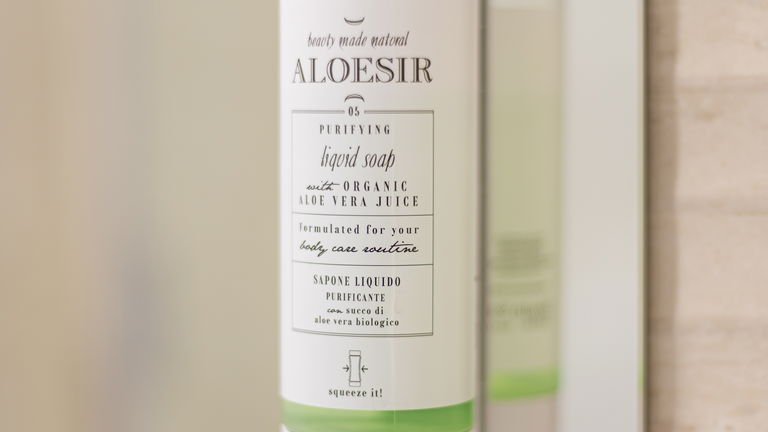 beauty made natural
ALOESIR
05
PURIFYING
liquid soap
with ORGANIC
ALOE VERA JUICE
Formulated for your
body care routine
SAPONE LIQUIDO
PURIFICANTE
con succo di
aloe vera biologico
squeeze it!